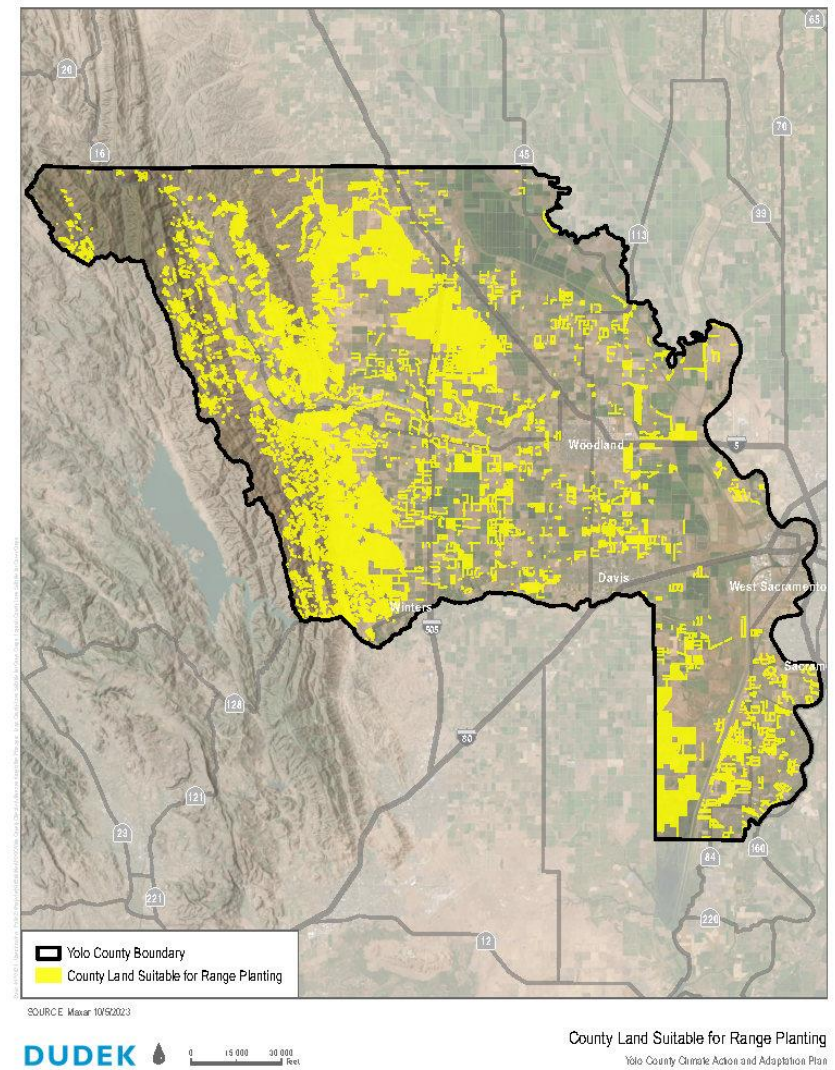 65
20
70
16
45
99
113
Woodland
5
Davis
West Sacramento
Winters
505
Sacram
128
80
121
29
84
160
221
220
12
Yolo County Boundary
County Land Suitable for Range Planting
SOURCE: Maxar 10/5/2023
DUDEK
0 15,000 30,000
Feet
County Land Suitable for Range Planting
Yolo County Climate Action and Adaptation Plan